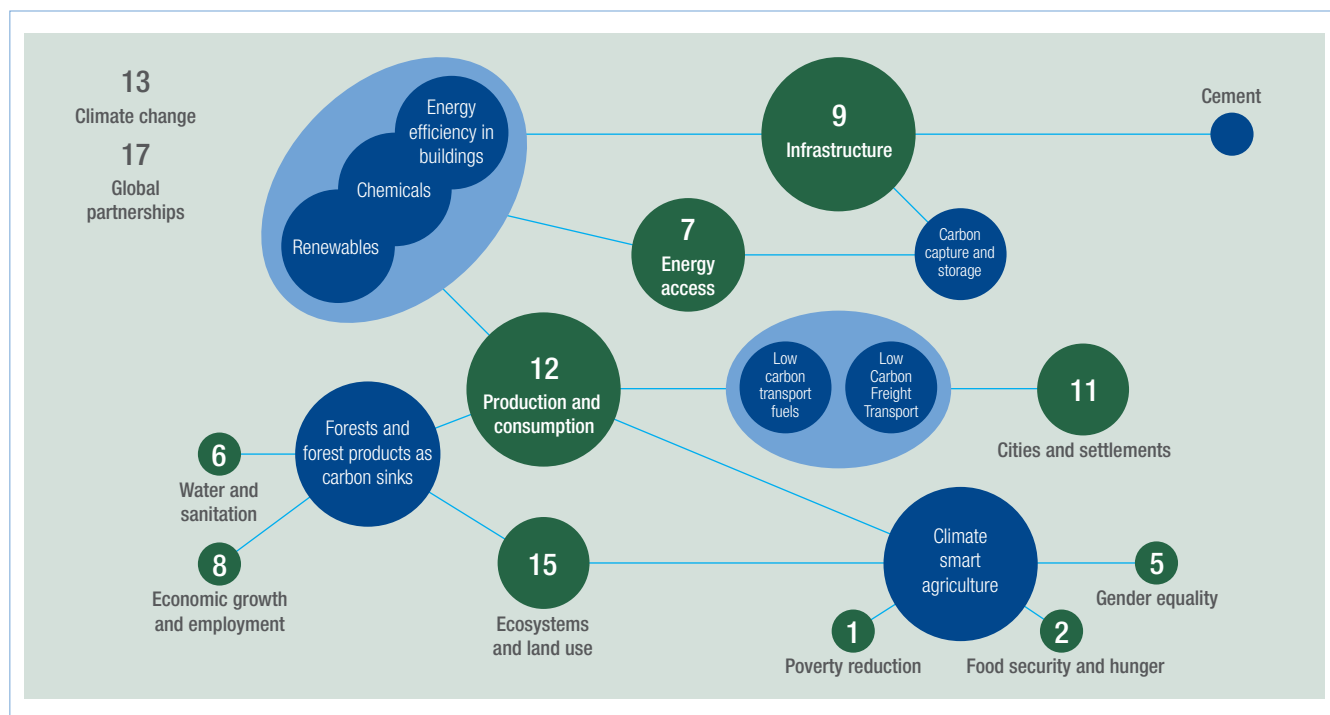 13
Climate change
17
Global
partnerships
Energy
efficiency in
buildings
Chemicals
Renewables
9
Infrastructure
Cement
7
Energy
access
Carbon
capture and
storage
12
Production and
consumption
Low
carbon
transport
fuels
Low
Carbon
Freight
Transport
11
Cities and settlements
Forests and
forest products as
carbon sinks
6
Water and
sanitation
8
Economic growth
and employment
15
Ecosystems
and land use
Climate
smart
agriculture
5
Gender equality
1
Poverty reduction
2
Food security and hunger